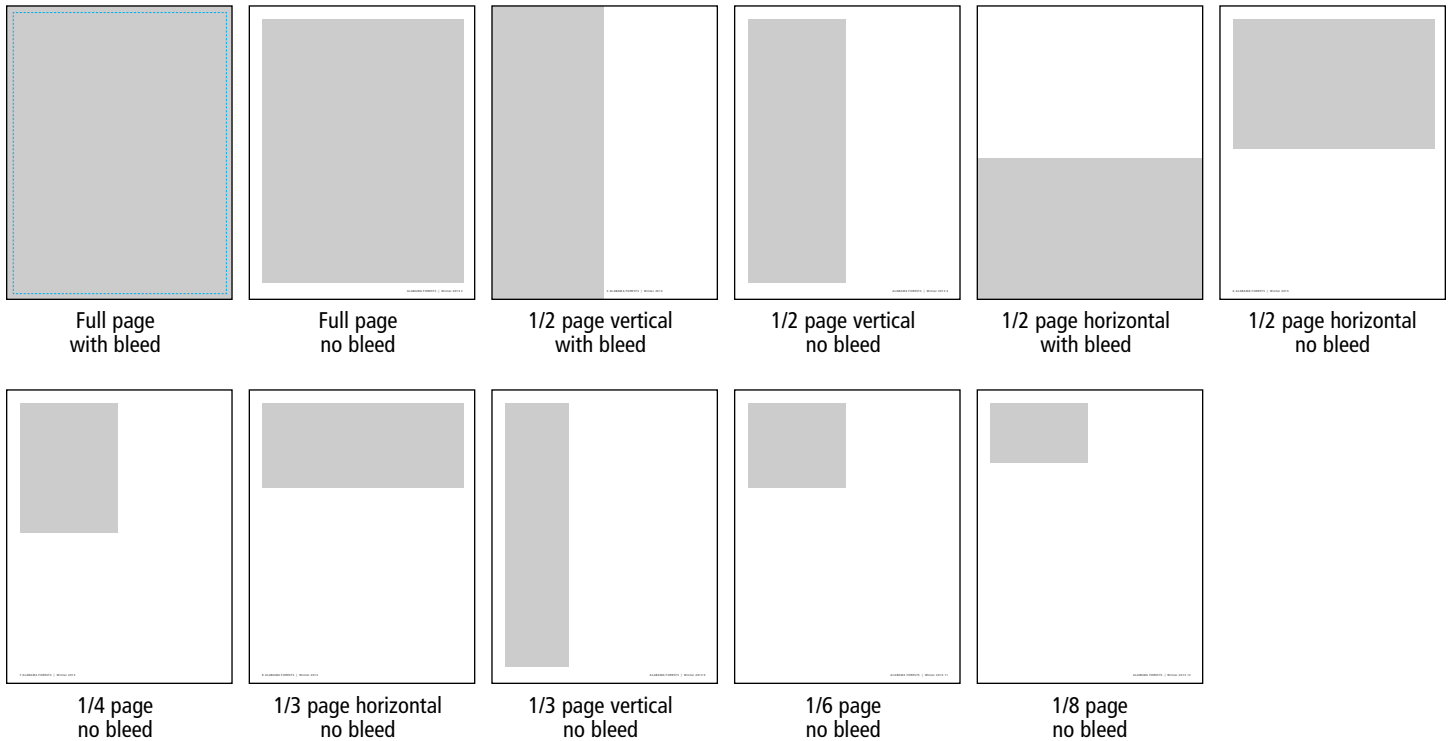 Full page
with bleed
Full page
no bleed
1/2 page vertical
with bleed
1/2 page vertical
no bleed
1/2 page horizontal
with bleed
1/2 page horizontal
no bleed
1/4 page
no bleed
1/3 page horizontal
no bleed
1/3 page vertical
no bleed
1/6 page
no bleed
1/8 page
no bleed